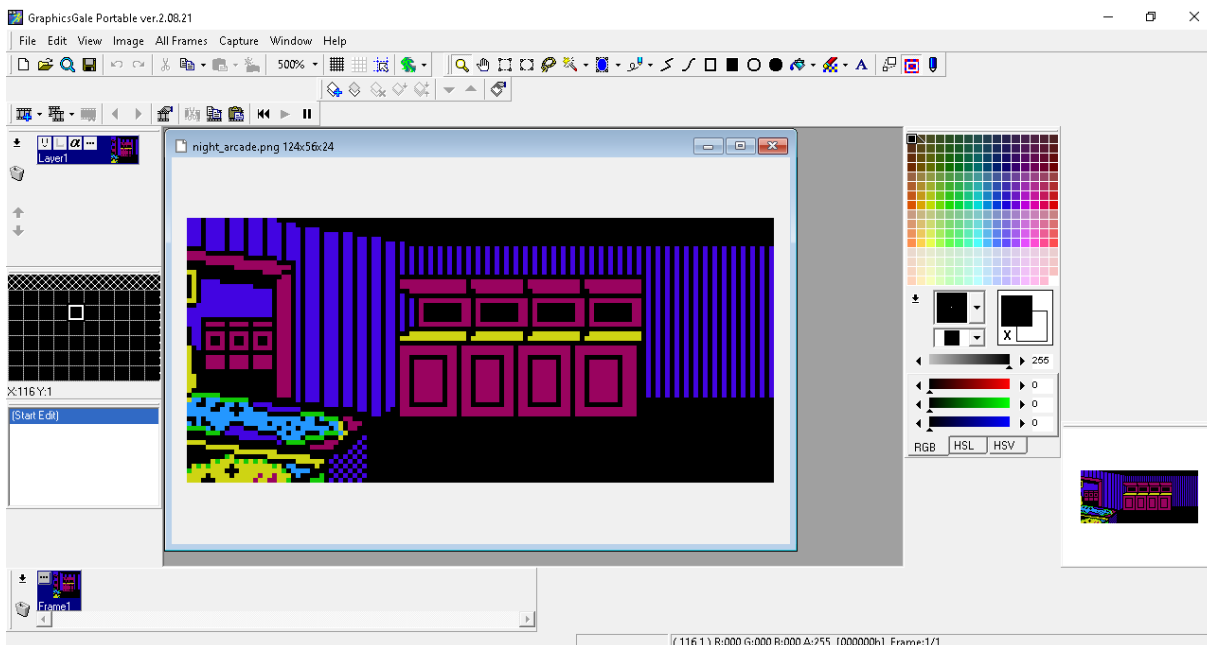 GraphicsGale Portable ver.2.08.21
File Edit View Image All Frames Capture Window Help
500%
A
α
Layer1
night_arcade.png 124x56x24
X:116 Y:1
(Start Edit)
X
255
0
0
0
RGB HSL HSV
Frame1
( 116,1 ) R:000 G:000 B:000 A:255 [000000h] Frame:1/1